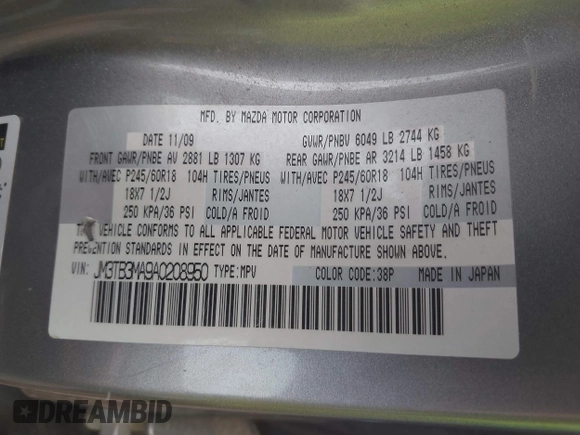 MFD. BY MAZDA MOTOR CORPORATION
DATE 11/09 GVWR/PNBV 6049 LB 2744 KG
FRONT GAWR/PNBE AV 2881 LB 1307 KG REAR GAWR/PNBE AR 3214 LB 1458 KG
WITH/AVEC P245/60R18 104H TIRES/PNEUS WITH/AVEC P245/60R18 104H TIRES/PNEUS
18X7 1/2J RIMS/JANTES 18X7 1/2J RIMS/JANTES
250 KPA/36 PSI COLD/A FROID 250 KPA/36 PSI COLD/A FROID
VEHICLE CONFORMS TO ALL APPLICABLE FEDERAL MOTOR VEHICLE SAFETY AND THEFT
PREVENTION STANDARDS IN EFFECT ON THE DATE OF MANUFACTURE SHOWN ABOVE.
VIN: JM3TB3MA9A0208950 TYPE: MPV COLOR CODE: 38P MADE IN JAPAN
DREAMBID